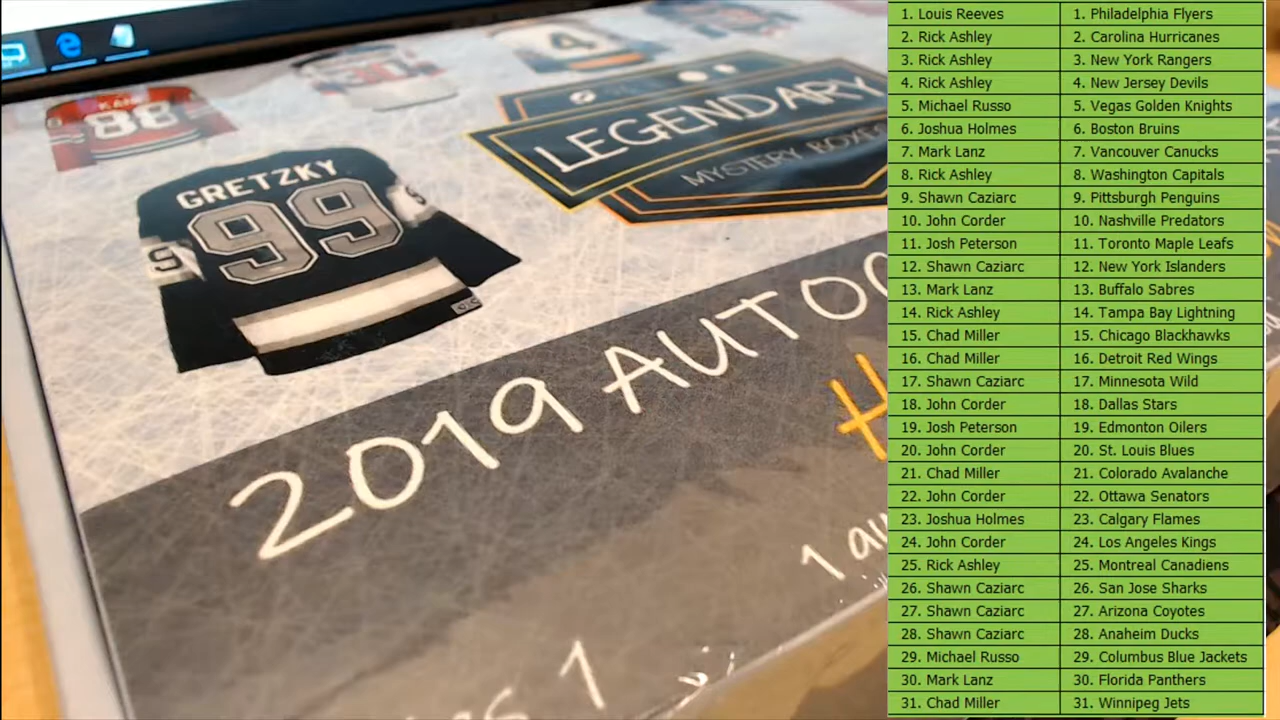 KANE
88
4
GRETZKY
99
9
LEGENDARY
MYSTERY BOXES
2019 AUTO
1 au
1
1. Louis Reeves 1. Philadelphia Flyers
2. Rick Ashley 2. Carolina Hurricanes
3. Rick Ashley 3. New York Rangers
4. Rick Ashley 4. New Jersey Devils
5. Michael Russo 5. Vegas Golden Knights
6. Joshua Holmes 6. Boston Bruins
7. Mark Lanz 7. Vancouver Canucks
8. Rick Ashley 8. Washington Capitals
9. Shawn Caziarc 9. Pittsburgh Penguins
10. John Corder 10. Nashville Predators
11. Josh Peterson 11. Toronto Maple Leafs
12. Shawn Caziarc 12. New York Islanders
13. Mark Lanz 13. Buffalo Sabres
14. Rick Ashley 14. Tampa Bay Lightning
15. Chad Miller 15. Chicago Blackhawks
16. Chad Miller 16. Detroit Red Wings
17. Shawn Caziarc 17. Minnesota Wild
18. John Corder 18. Dallas Stars
19. Josh Peterson 19. Edmonton Oilers
20. John Corder 20. St. Louis Blues
21. Chad Miller 21. Colorado Avalanche
22. John Corder 22. Ottawa Senators
23. Joshua Holmes 23. Calgary Flames
24. John Corder 24. Los Angeles Kings
25. Rick Ashley 25. Montreal Canadiens
26. Shawn Caziarc 26. San Jose Sharks
27. Shawn Caziarc 27. Arizona Coyotes
28. Shawn Caziarc 28. Anaheim Ducks
29. Michael Russo 29. Columbus Blue Jackets
30. Mark Lanz 30. Florida Panthers
31. Chad Miller 31. Winnipeg Jets